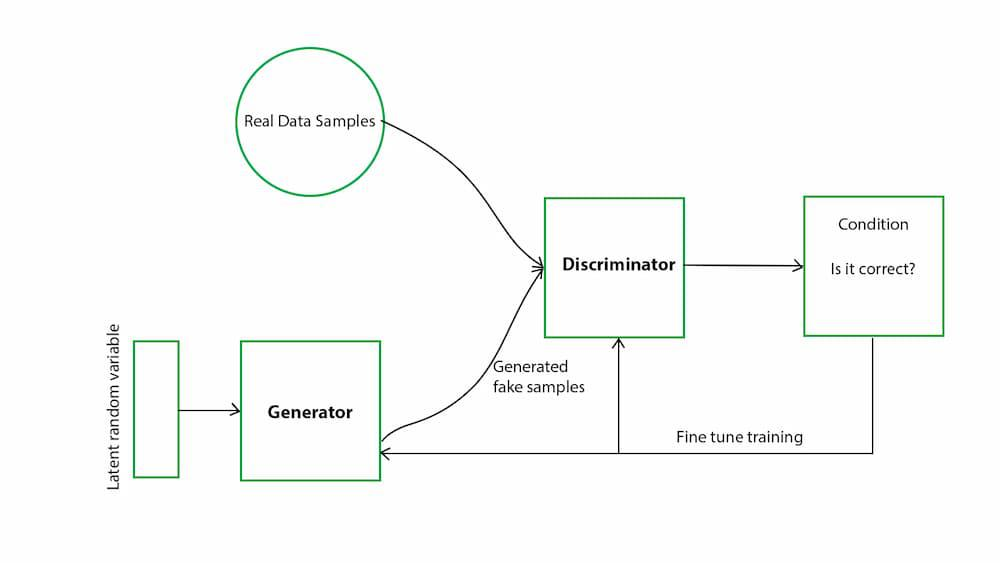 Real Data Samples
Discriminator
Condition
Is it correct?
Latent random variable
Generator
Generated
fake samples
Fine tune training